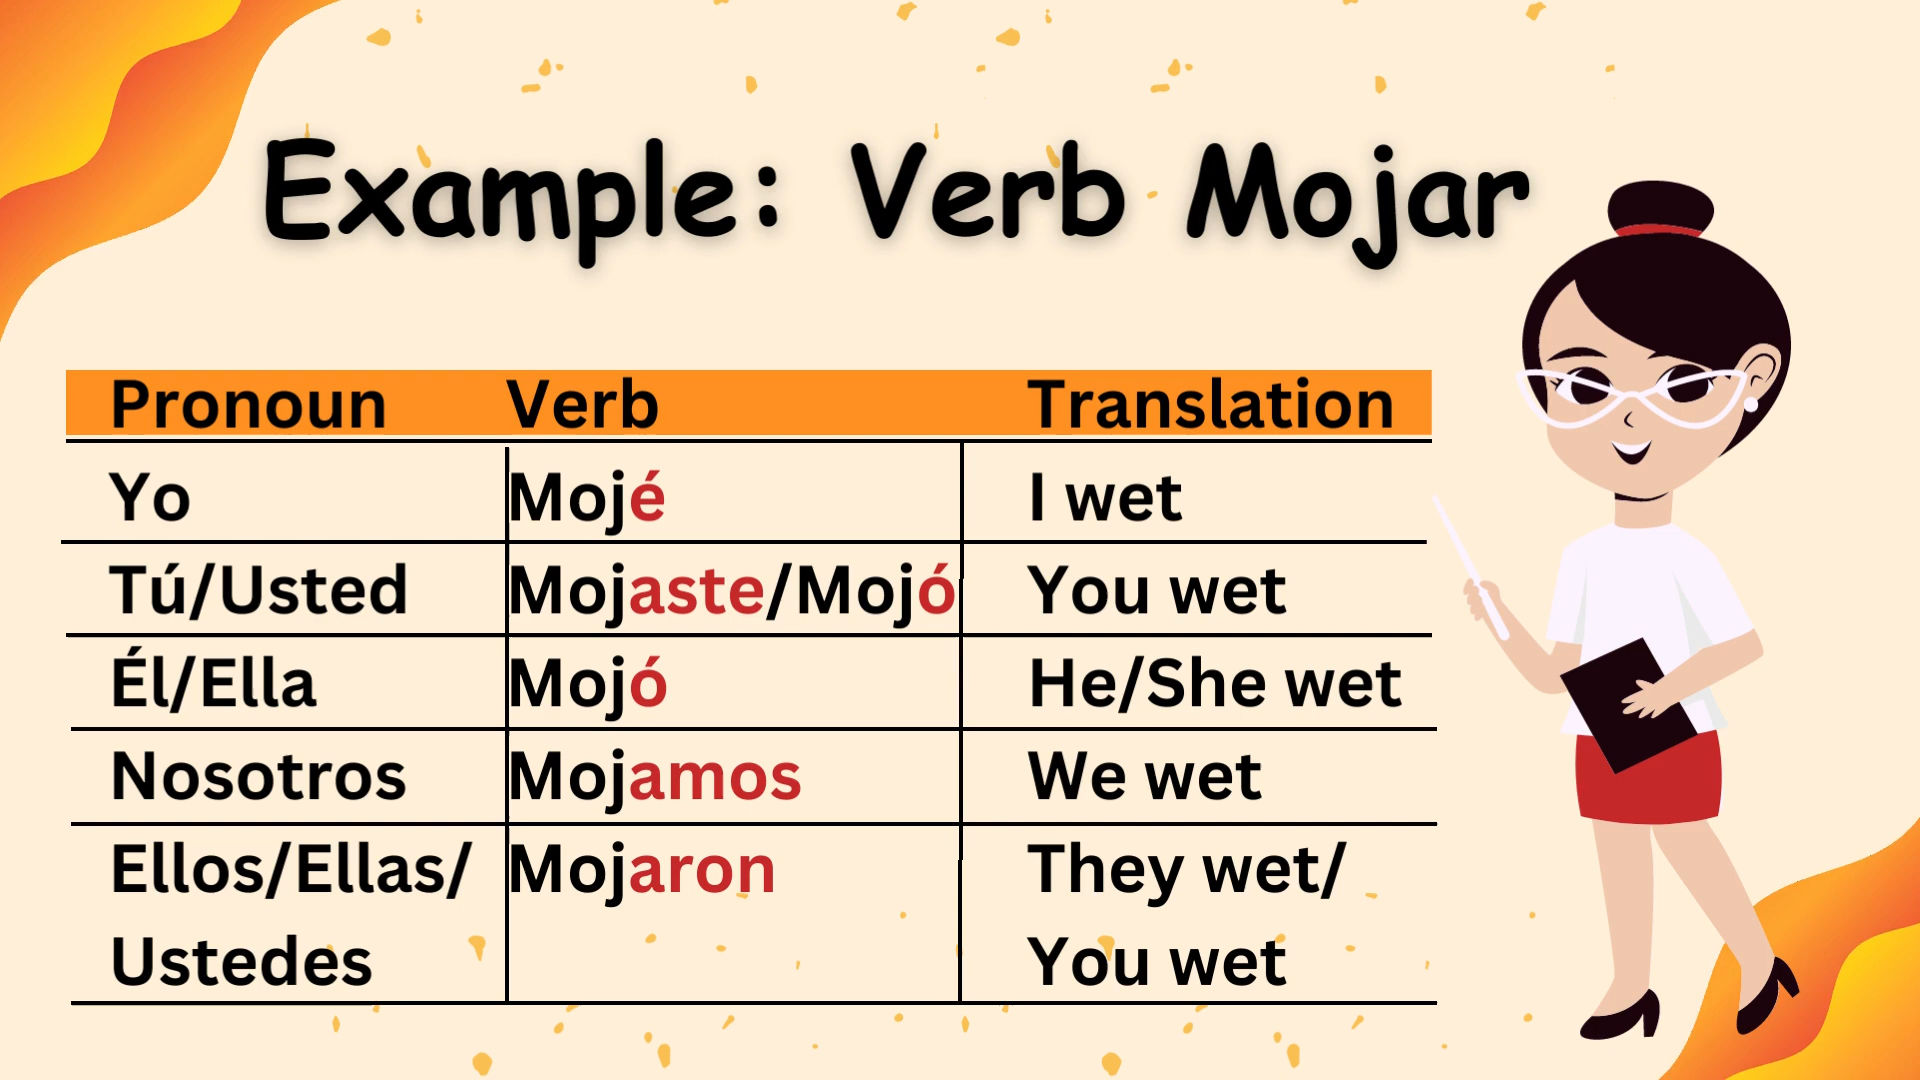 Example: Verb Mojar
Pronoun Verb Translation
Yo Mojé I wet
Tú/Usted Mojaste/Mojó You wet
Él/Ella Mojó He/She wet
Nosotros Mojamos We wet
Ellos/Ellas/ Mojaron They wet/
Ustedes You wet